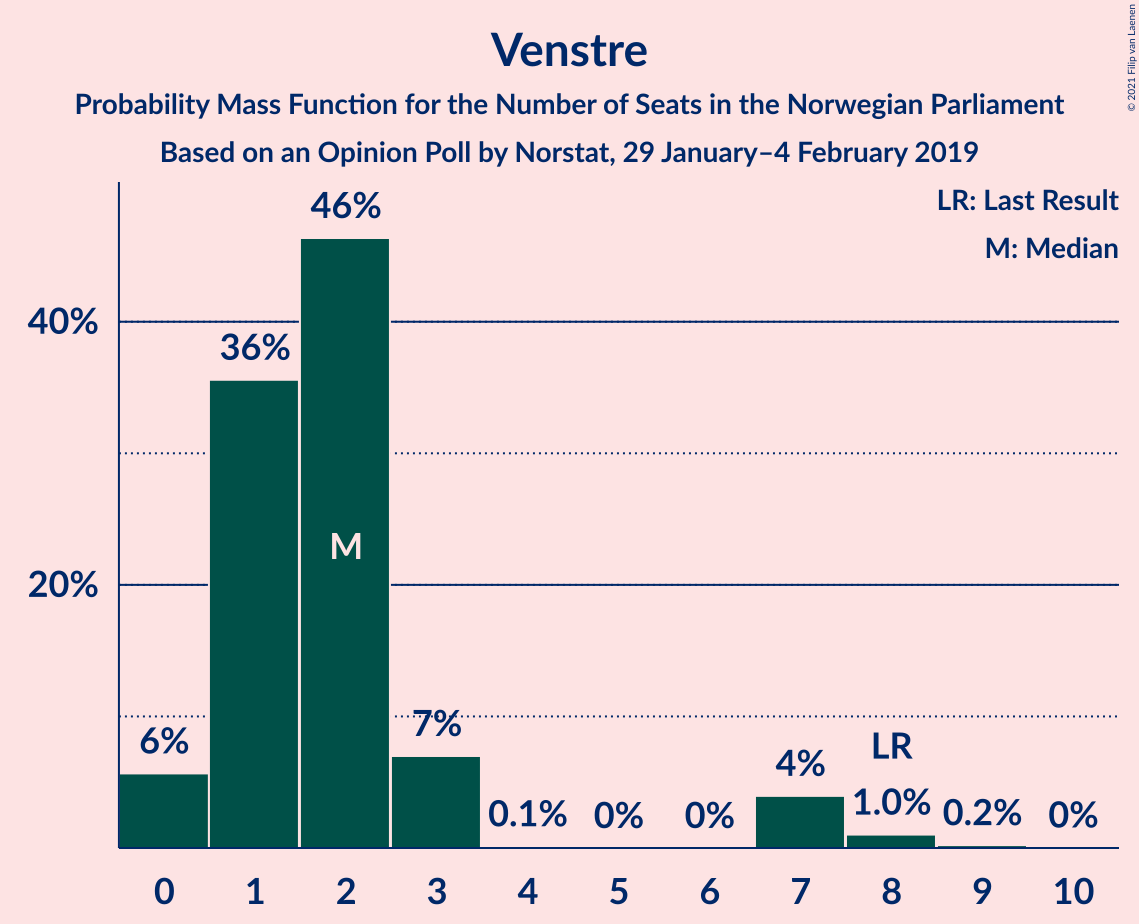 Venstre
Probability Mass Function for the Number of Seats in the Norwegian Parliament
Based on an Opinion Poll by Norstat, 29 January–4 February 2019
© 2021 Filip van Laenen
LR: Last Result
M: Median
40%
20%
6%
36%
46%
M
7%
0.1%
0%
0%
4%
LR
1.0%
0.2%
0%
0 1 2 3 4 5 6 7 8 9 10